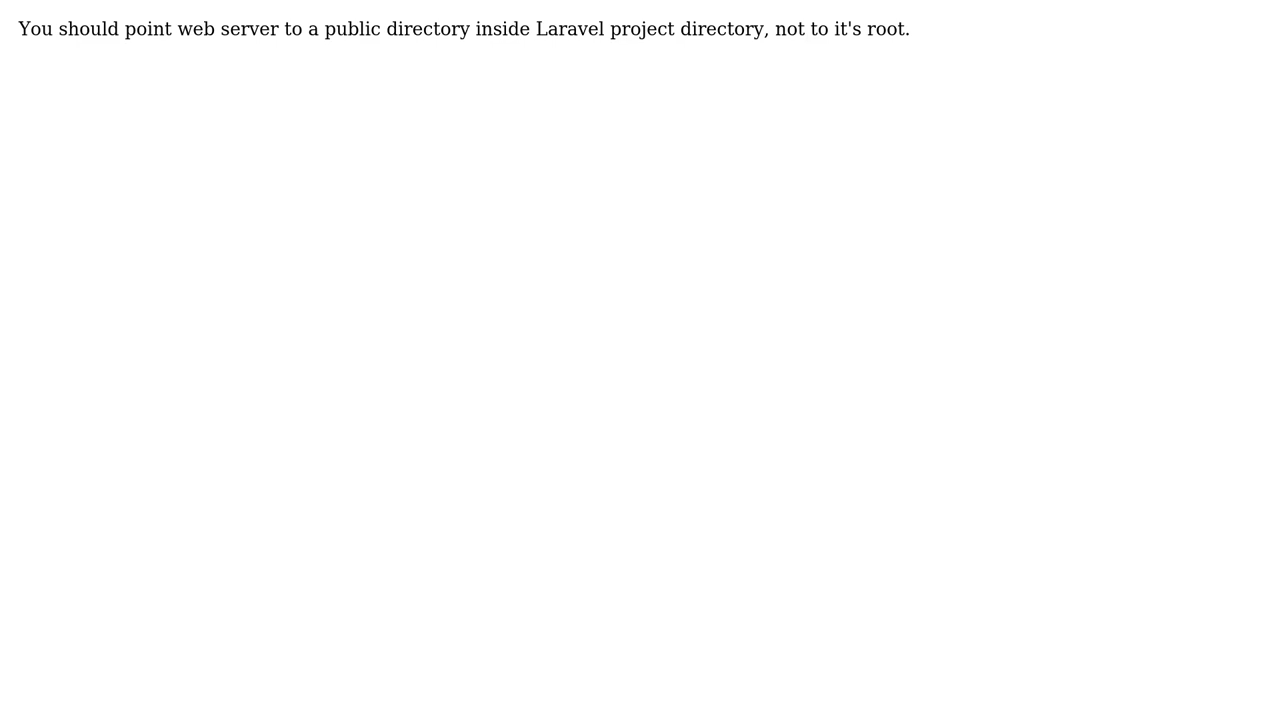 You should point web server to a public directory inside Laravel project directory, not to it's root.